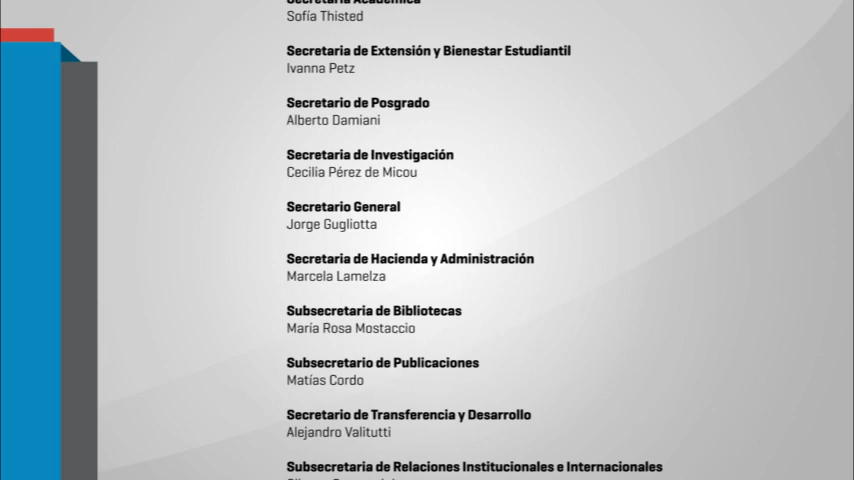 Secretaria Académica
Sofía Thisted
Secretaria de Extensión y Bienestar Estudiantil
Ivanna Petz
Secretario de Posgrado
Alberto Damiani
Secretaria de Investigación
Cecilia Pérez de Micou
Secretario General
Jorge Gugliotta
Secretaria de Hacienda y Administración
Marcela Lamelza
Subsecretaria de Bibliotecas
María Rosa Mostaccio
Subsecretario de Publicaciones
Matías Cordo
Secretario de Transferencia y Desarrollo
Alejandro Valitutti
Subsecretaria de Relaciones Institucionales e Internacionales